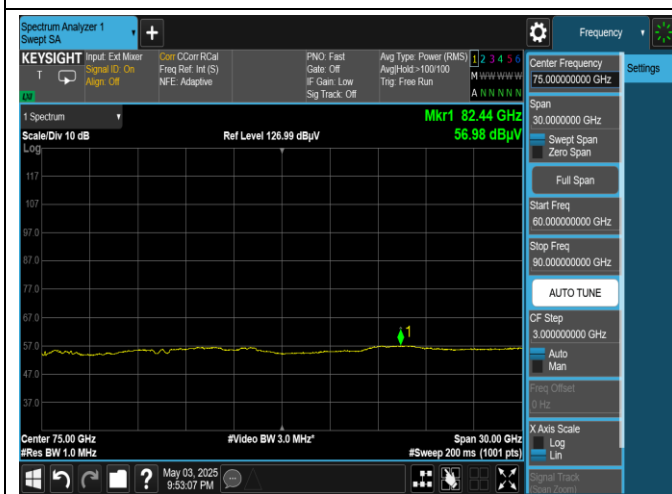 Spectrum Analyzer 1
Swept SA
+
Frequency
KEYSIGHT
T
Input: Ext Mixer
Signal ID: On
Align: Off
Corr CCorr RCal
Freq Ref: Int (S)
NFE: Adaptive
PNO: Fast
Gate: Off
IF Gain: Low
Sig Track: Off
Avg Type: Power (RMS)
Avg|Hold:>100/100
Trig: Free Run
1 2 3 4 5 6
M W W W W W
A N N N N N
1 Spectrum
Scale/Div 10 dB
Ref Level 126.99 dBµV
Mkr1 82.44 GHz
56.98 dBµV
Log
117
107
97.0
87.0
77.0
67.0
57.0
47.0
37.0
1
Center 75.00 GHz
#Res BW 1.0 MHz
#Video BW 3.0 MHz*
Span 30.00 GHz
#Sweep 200 ms (1001 pts)
?
May 03, 2025
9:53:07 PM
Center Frequency
75.000000000 GHz
Span
30.0000000 GHz
Swept Span
Zero Span
Full Span
Start Freq
60.000000000 GHz
Stop Freq
90.000000000 GHz
AUTO TUNE
CF Step
3.000000000 GHz
Auto
Man
Freq Offset
0 Hz
X Axis Scale
Log
Lin
Signal Track
(Span Zoom)
Settings